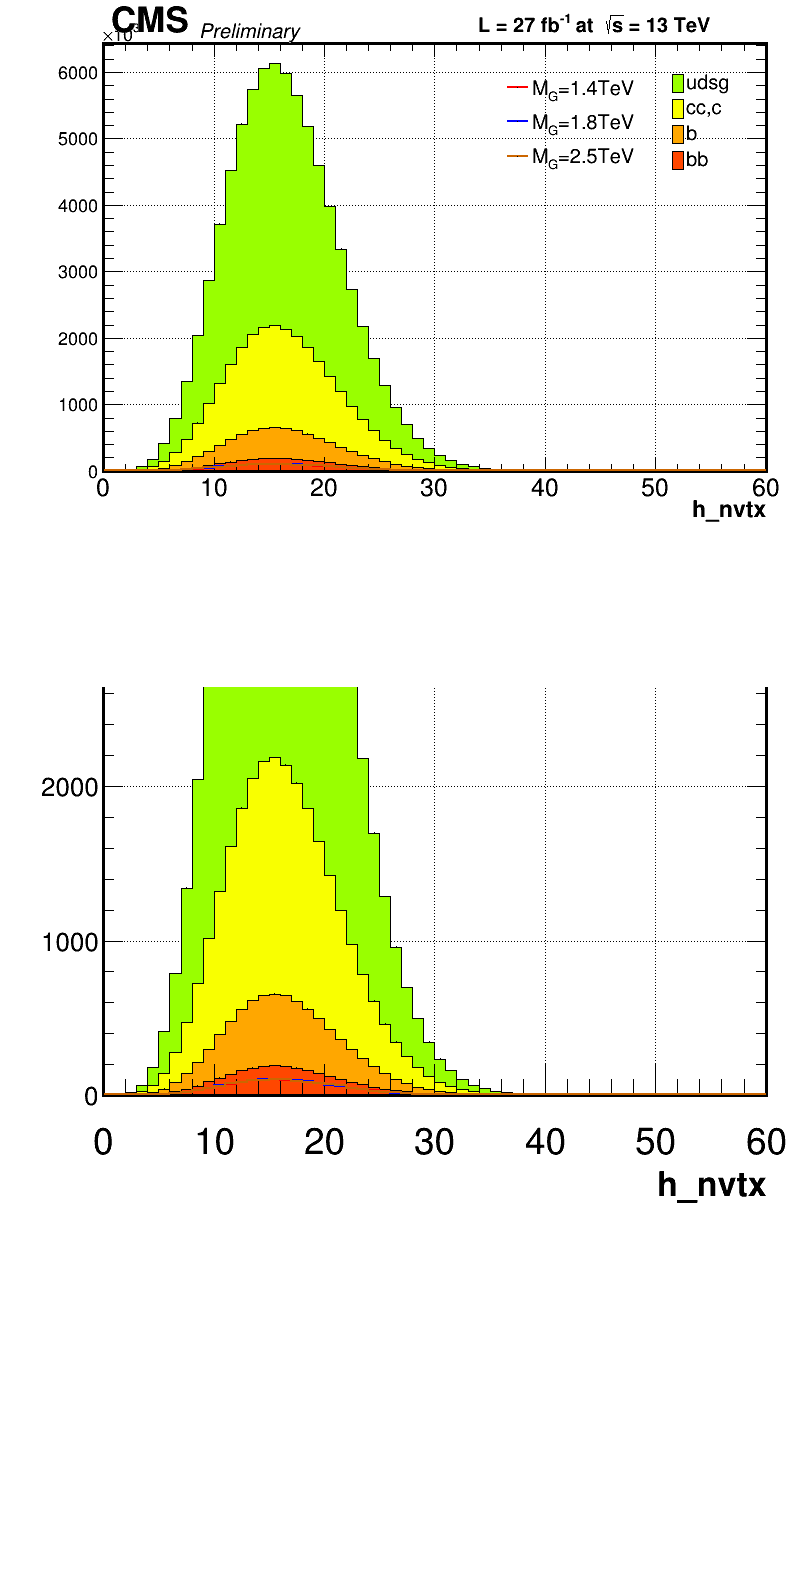 CMS Preliminary L = 27 fb-1 at √s = 13 TeV
×10³
6000
5000
4000
3000
2000
1000
0
MG=1.4TeV
MG=1.8TeV
MG=2.5TeV
udsg
cc,c
b
bb
0 10 20 30 40 50 60
h_nvtx
2000
1000
0
0 10 20 30 40 50 60
h_nvtx